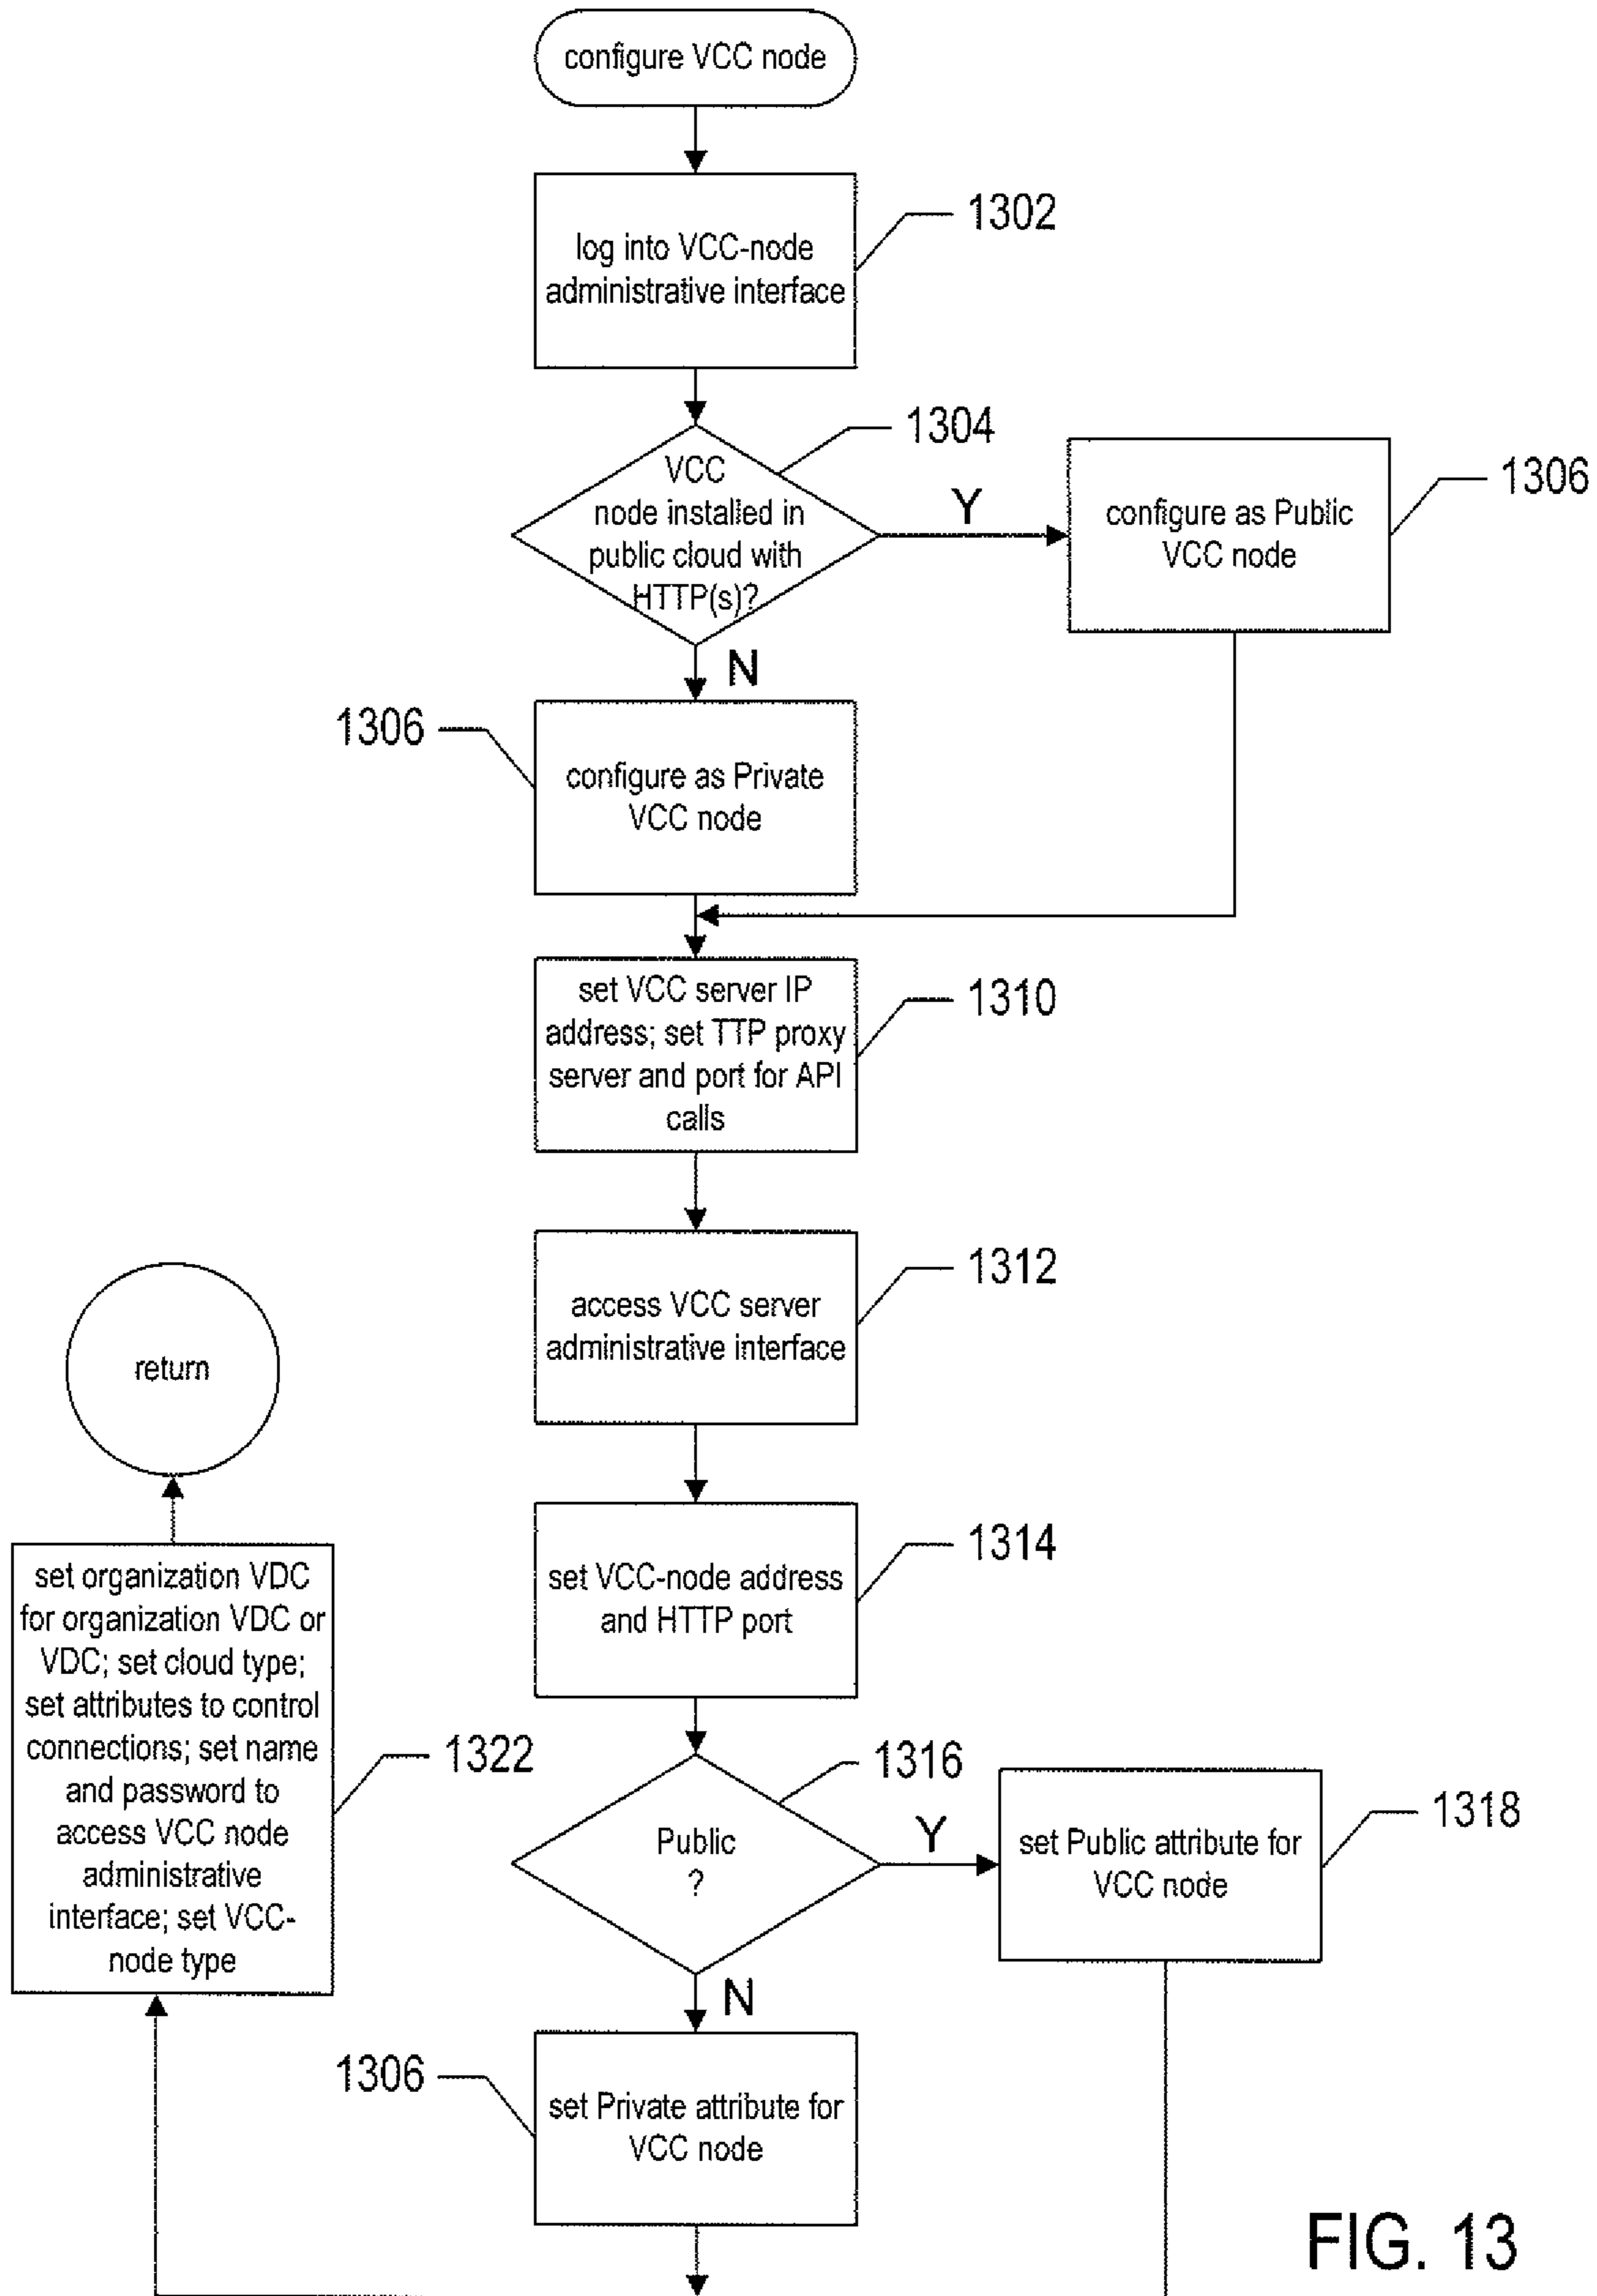 configure VCC node
log into VCC-node
administrative interface
1302
VCC
node installed in
public cloud with
HTTP(s)?
1304
Y
configure as Public
VCC node
1306
N
1306
configure as Private
VCC node
set VCC server IP
address; set TTP proxy
server and port for API
calls
1310
access VCC server
administrative interface
1312
set VCC-node address
and HTTP port
1314
Public
?
1316
Y
set Public attribute for
VCC node
1318
N
1306
set Private attribute for
VCC node
set organization VDC
for organization VDC or
VDC; set cloud type;
set attributes to control
connections; set name
and password to
access VCC node
administrative
interface; set VCC-
node type
1322
return
FIG. 13